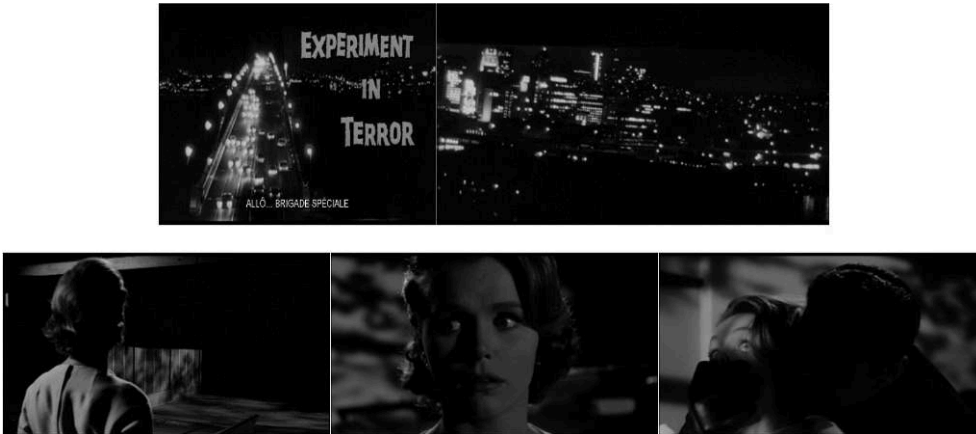 EXPERIMENT
IN
TERROR
ALLÔ... BRIGADE SPÉCIALE